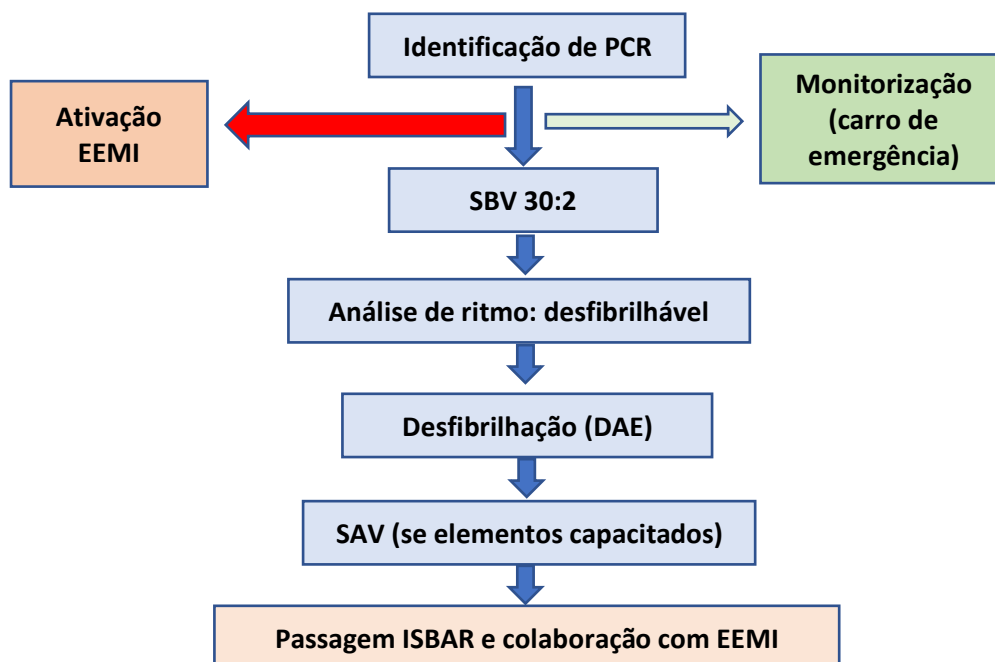 Identificação de PCR
Ativação
EEMI
Monitorização
(carro de
emergência)
SBV 30:2
Análise de ritmo: desfibrilhável
Desfibrilhação (DAE)
SAV (se elementos capacitados)
Passagem ISBAR e colaboração com EEMI